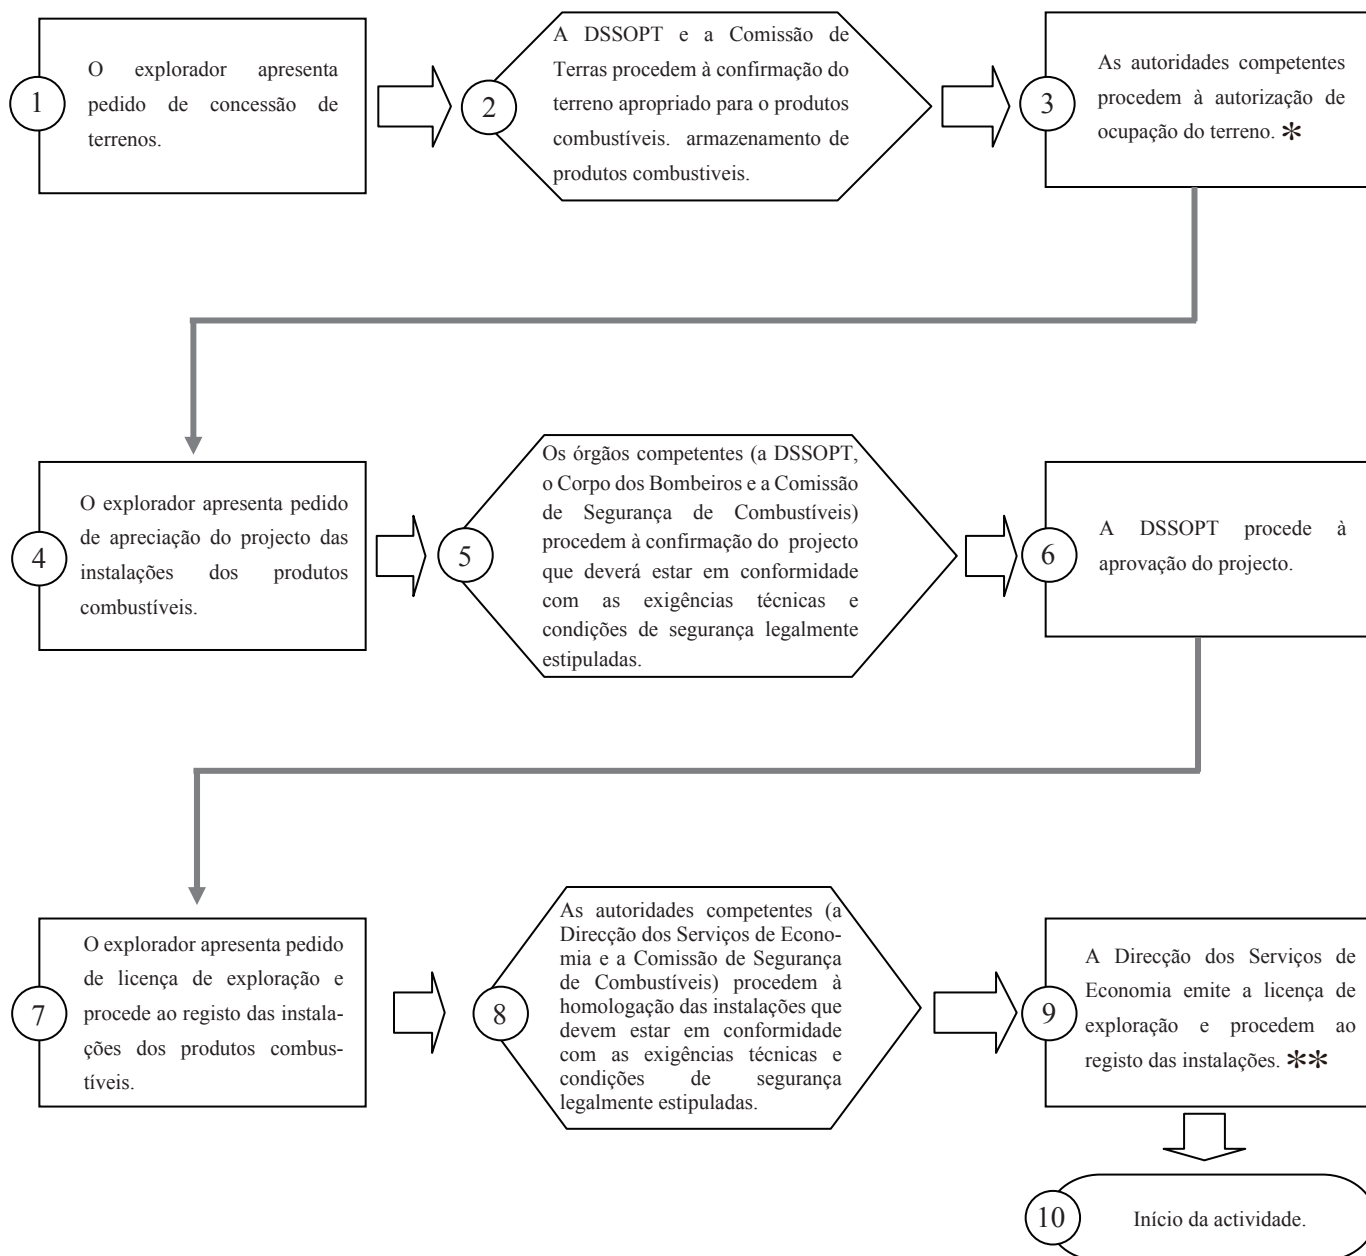 1
O explorador apresenta
pedido de concessão de
terrenos.
2
A DSSOPT e a Comissão de
Terras procedem à confirmação do
terreno apropriado para o produtos
combustíveis. armazenamento de
produtos combustiveis.
3
As autoridades competentes
procedem à autorização de
ocupação do terreno. *
4
O explorador apresenta pedido
de apreciação do projecto das
instalações dos produtos
combustíveis.
5
Os órgãos competentes (a DSSOPT,
o Corpo dos Bombeiros e a Comissão
de Segurança de Combustíveis)
procedem à confirmação do projecto
que deverá estar em conformidade
com as exigências técnicas e
condições de segurança legalmente
estipuladas.
6
A DSSOPT procede à
aprovação do projecto.
7
O explorador apresenta pedido
de licença de exploração e
procede ao registo das instala-
ções dos produtos combus-
tíveis.
8
As autoridades competentes (a
Direcção dos Serviços de Econo-
mia e a Comissão de Segurança
de Combustíveis) procedem à
homologação das instalações que
devem estar em conformidade
com as exigências técnicas e
condições de segurança
legalmente estipuladas.
9
A Direcção dos Serviços de
Economia emite a licença de
exploração e procedem ao
registo das instalações. **
10
Início da actividade.